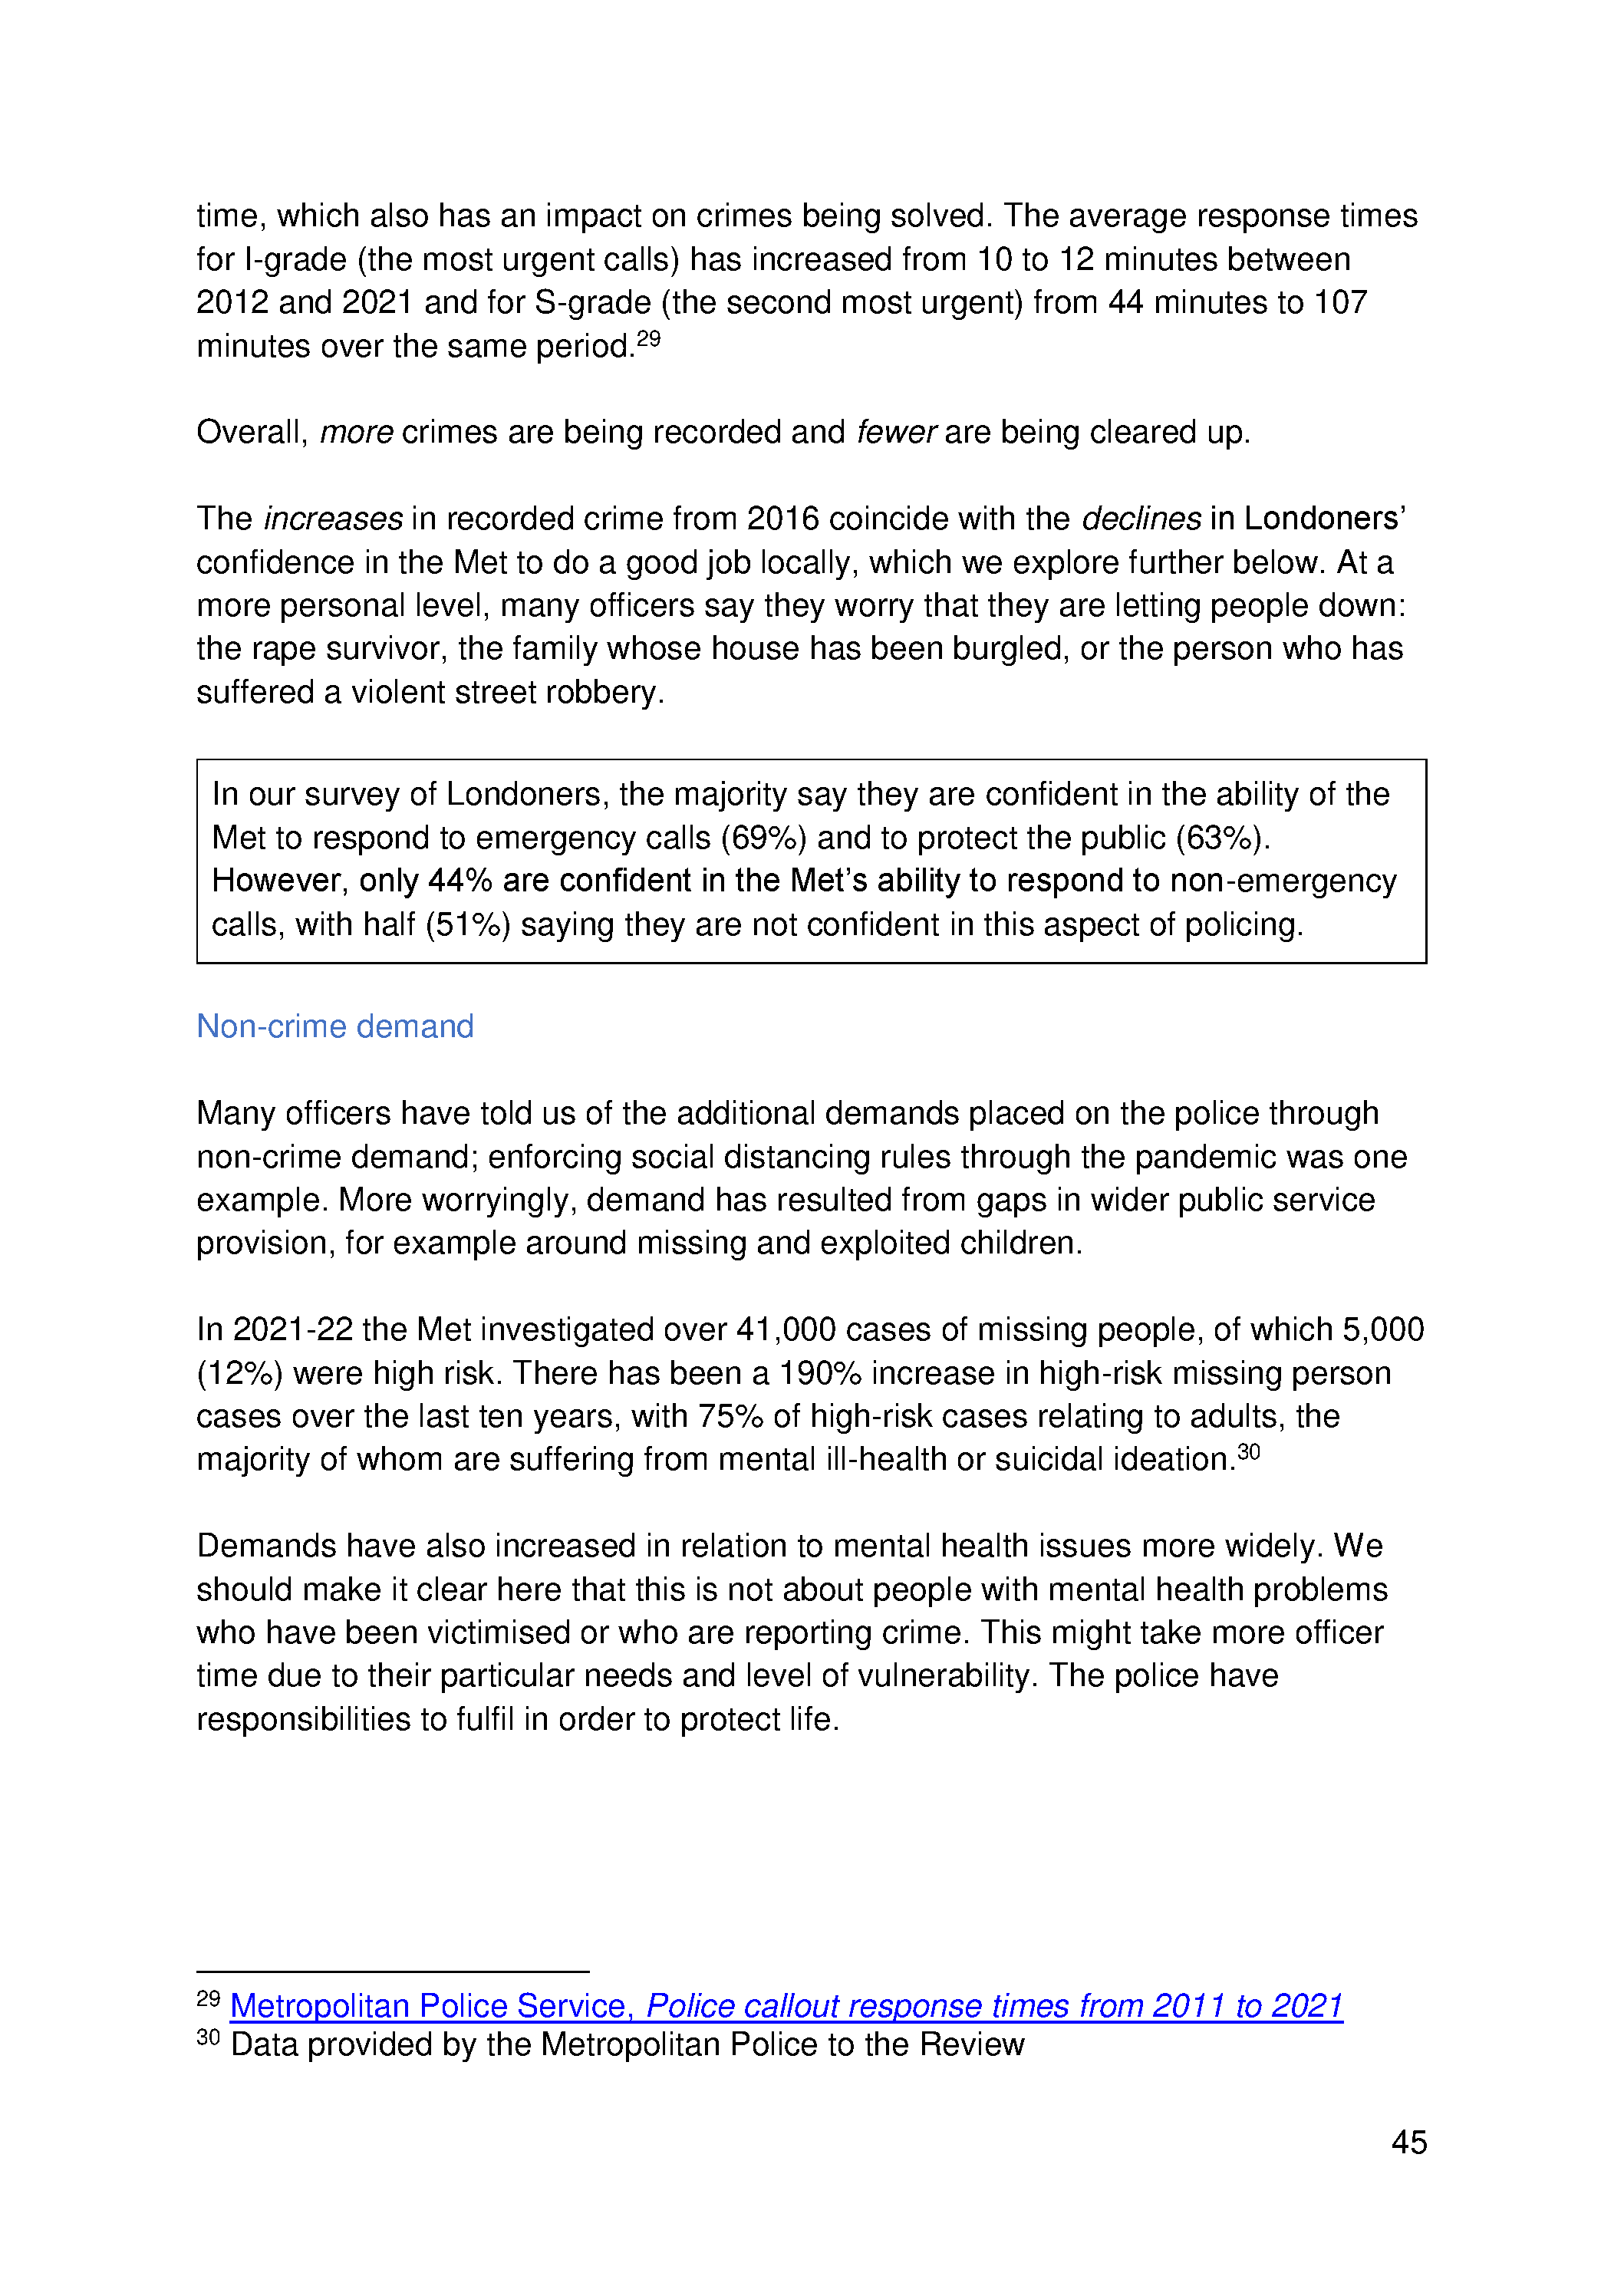 time, which also has an impact on crimes being solved. The average response times
for I-grade (the most urgent calls) has increased from 10 to 12 minutes between
2012 and 2021 and for S-grade (the second most urgent) from 44 minutes to 107
minutes over the same period.29
Overall, more crimes are being recorded and fewer are being cleared up.
The increases in recorded crime from 2016 coincide with the declines in Londoners’
confidence in the Met to do a good job locally, which we explore further below. At a
more personal level, many officers say they worry that they are letting people down:
the rape survivor, the family whose house has been burgled, or the person who has
suffered a violent street robbery.
In our survey of Londoners, the majority say they are confident in the ability of the
Met to respond to emergency calls (69%) and to protect the public (63%).
However, only 44% are confident in the Met’s ability to respond to non-emergency
calls, with half (51%) saying they are not confident in this aspect of policing.
Non-crime demand
Many officers have told us of the additional demands placed on the police through
non-crime demand; enforcing social distancing rules through the pandemic was one
example. More worryingly, demand has resulted from gaps in wider public service
provision, for example around missing and exploited children.
In 2021-22 the Met investigated over 41,000 cases of missing people, of which 5,000
(12%) were high risk. There has been a 190% increase in high-risk missing person
cases over the last ten years, with 75% of high-risk cases relating to adults, the
majority of whom are suffering from mental ill-health or suicidal ideation.30
Demands have also increased in relation to mental health issues more widely. We
should make it clear here that this is not about people with mental health problems
who have been victimised or who are reporting crime. This might take more officer
time due to their particular needs and level of vulnerability. The police have
responsibilities to fulfil in order to protect life.
29 Metropolitan Police Service, Police callout response times from 2011 to 2021
30 Data provided by the Metropolitan Police to the Review
45